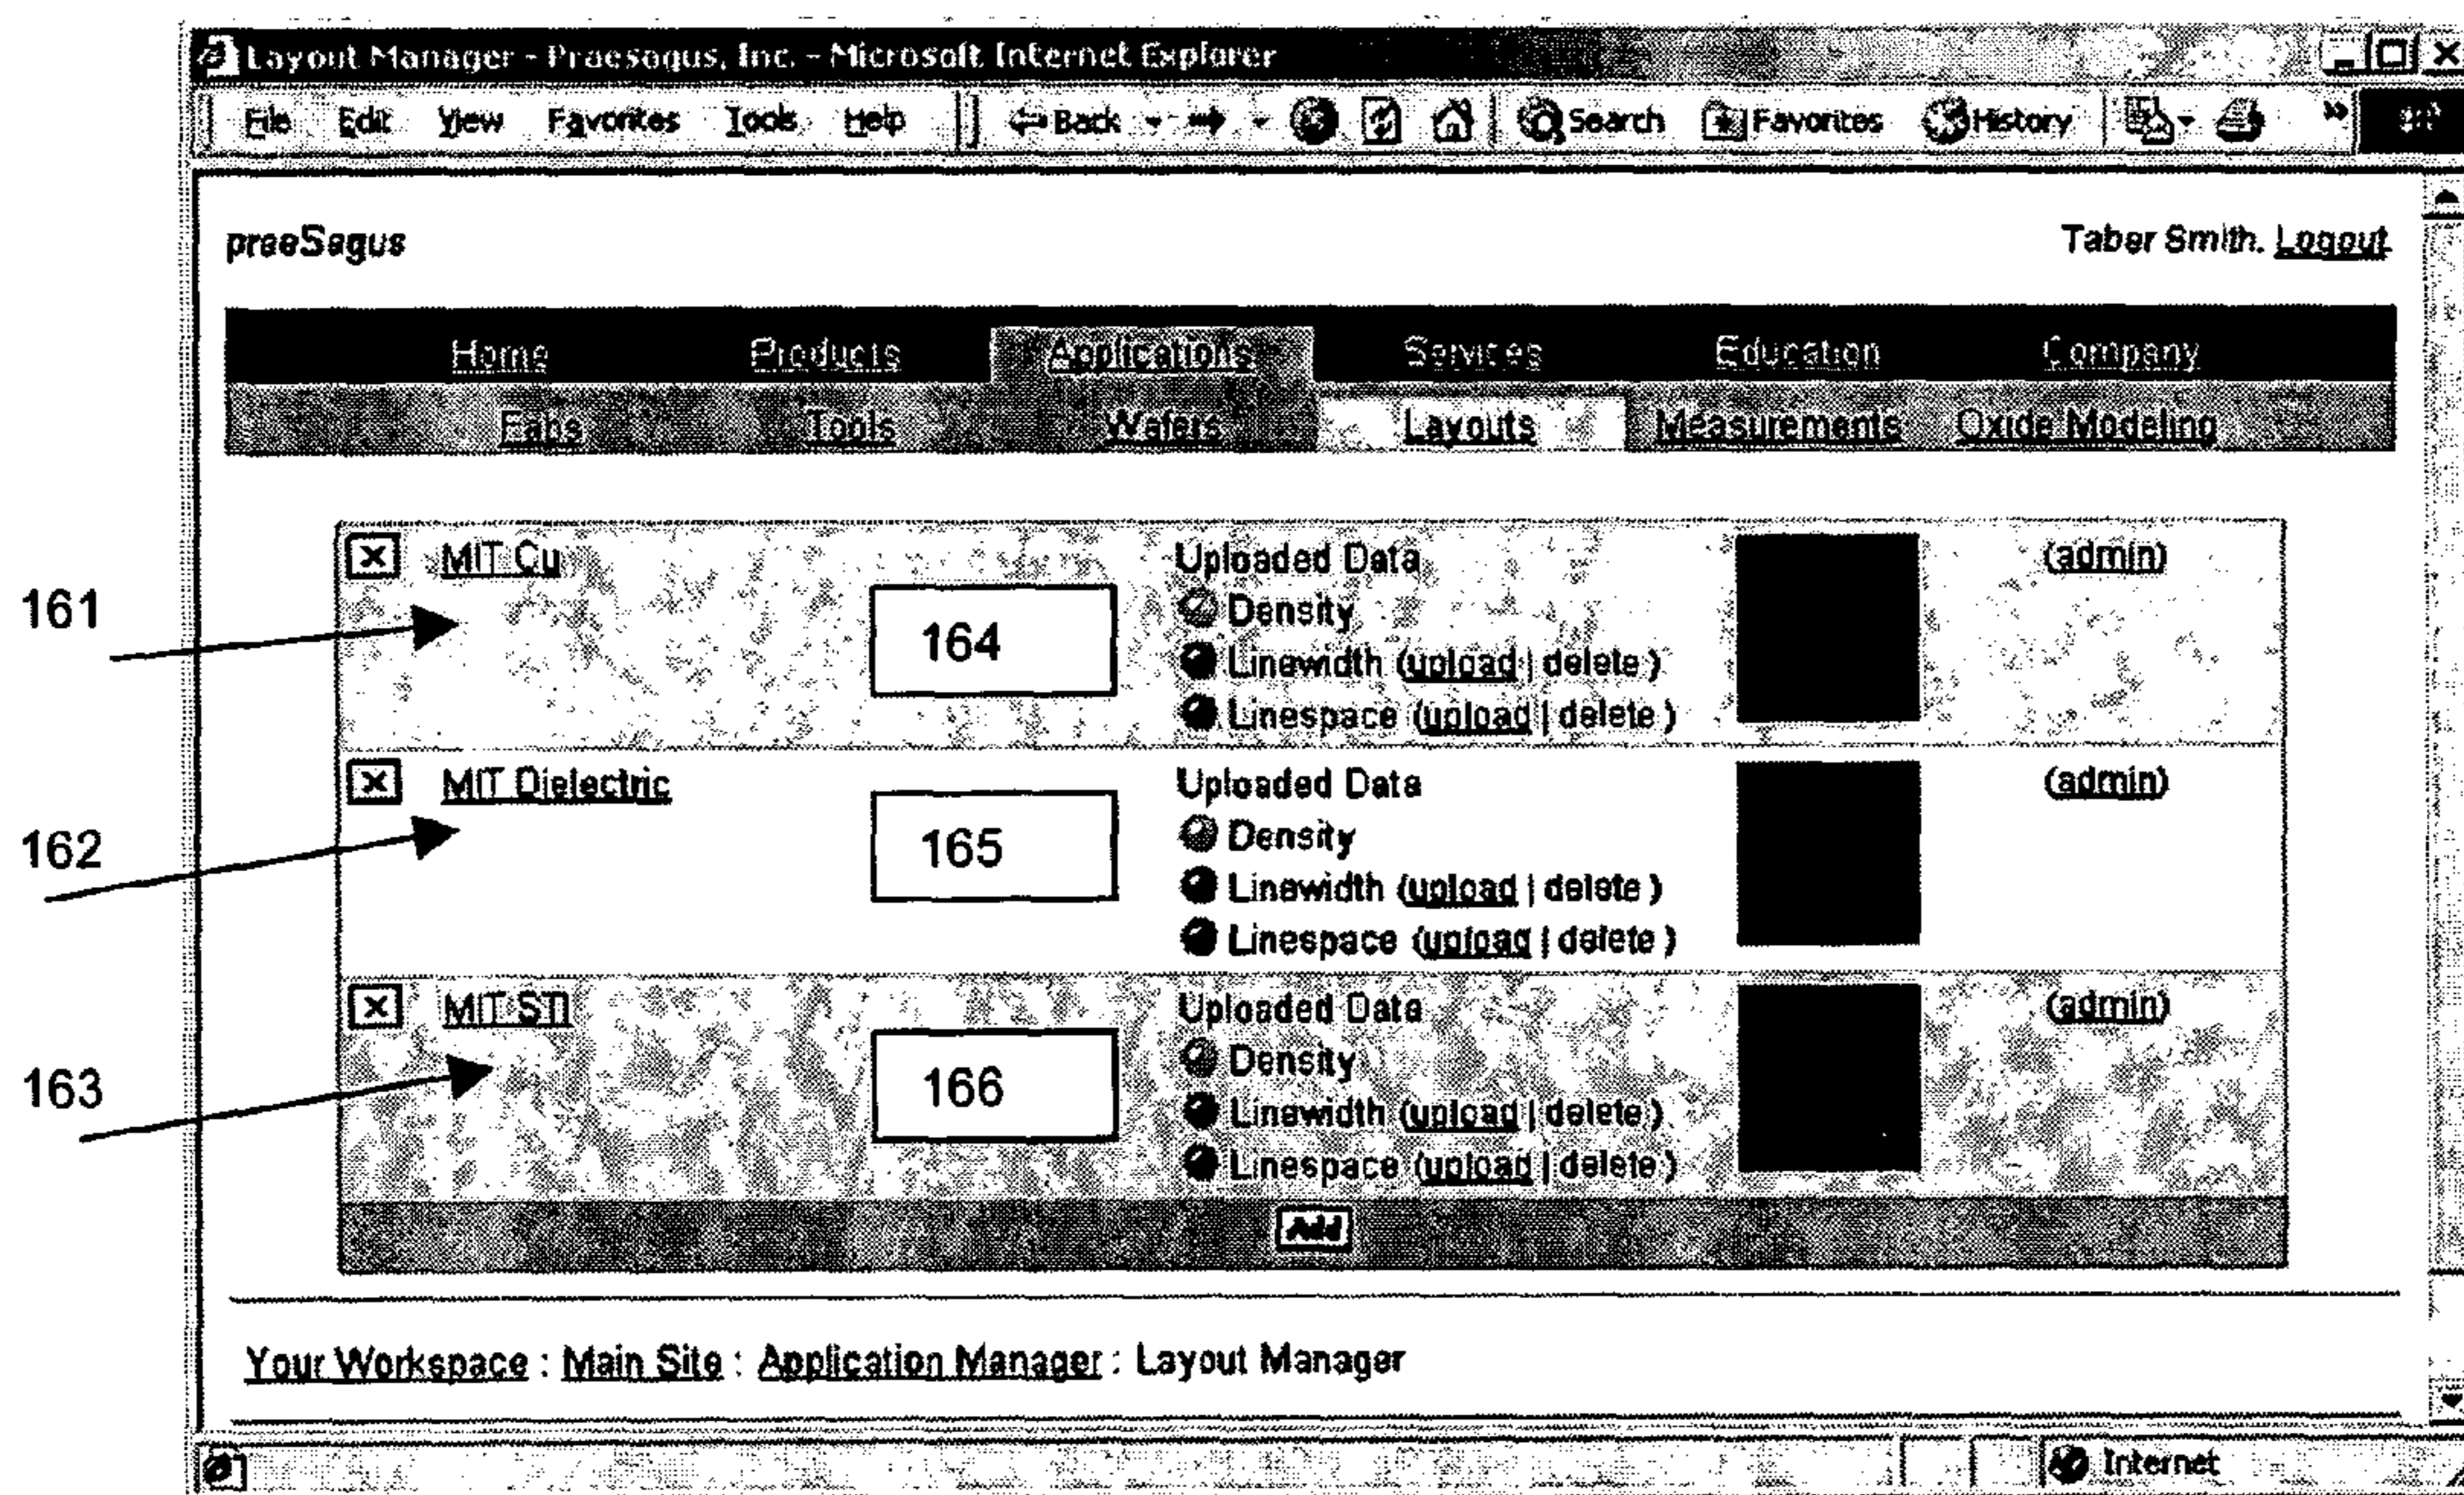 Layout Manager - Praesagus, Inc. - Microsoft Internet Explorer
File Edit View Favorites Tools Help Back Search Favorites History »
praeSagus Taber Smith. Logout
Home Products Applications Services Education Company
Fabs Tools Wafers Layouts Measurements Oxide Modeling
MIT Cu Uploaded Data (admin)
161
Density
164
Linewidth (upload | delete)
Linespace (upload | delete)
MIT Dielectric Uploaded Data (admin)
162
Density
165
Linewidth (upload | delete)
Linespace (upload | delete)
MIT STI Uploaded Data (admin)
163
Density
166
Linewidth (upload | delete)
Linespace (upload | delete)
Add
Your Workspace : Main Site : Application Manager : Layout Manager
Internet